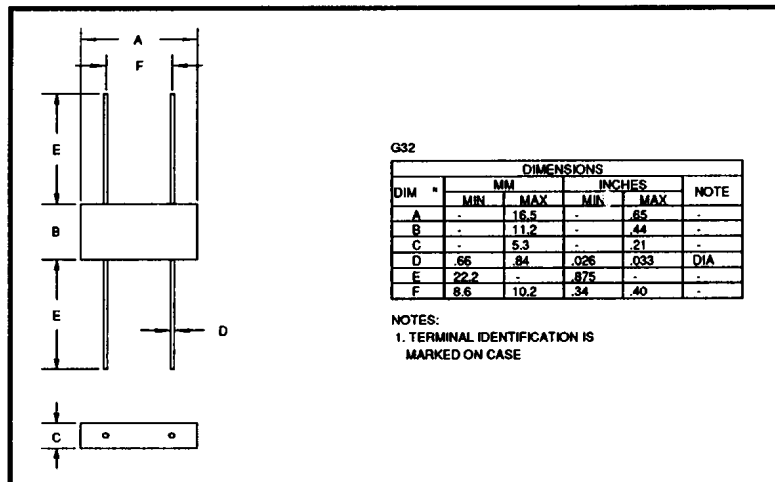 A
F
E
B
E
D
C
G32
DIMENSIONS
DIM " MM INCHES NOTE
MIN MAX MIN MAX
A - 16.5 - .65 -
B - 11.2 - .44 -
C - 5.3 - .21 -
D .66 .84 .026 .033 DIA
E 22.2 - .875 - -
F 8.6 10.2 .34 .40 -
NOTES:
1. TERMINAL IDENTIFICATION IS
MARKED ON CASE